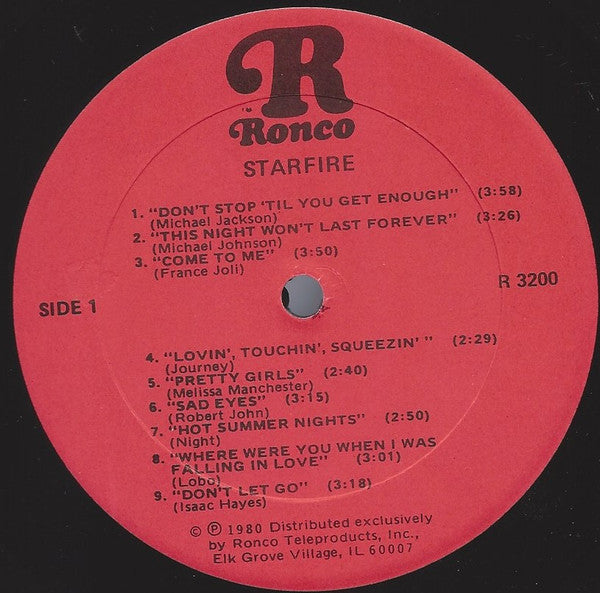 R
Ronco
STARFIRE
1. "DON'T STOP 'TIL YOU GET ENOUGH" (3:58)
(Michael Jackson)
2. "THIS NIGHT WON'T LAST FOREVER" (3:26)
(Michael Johnson)
3. "COME TO ME" (3:50)
(France Joli)
SIDE 1
R 3200
4. "LOVIN', TOUCHIN', SQUEEZIN' " (2:29)
(Journey)
5. "PRETTY GIRLS" (2:40)
(Melissa Manchester)
6. "SAD EYES" (3:15)
(Robert John)
7. "HOT SUMMER NIGHTS" (2:50)
(Night)
8. "WHERE WERE YOU WHEN I WAS
FALLING IN LOVE" (3:01)
(Lobo)
9. "DON'T LET GO" (3:18)
(Isaac Hayes)
© ℗ 1980 Distributed exclusively
by Ronco Teleproducts, Inc.,
Elk Grove Village, IL 60007